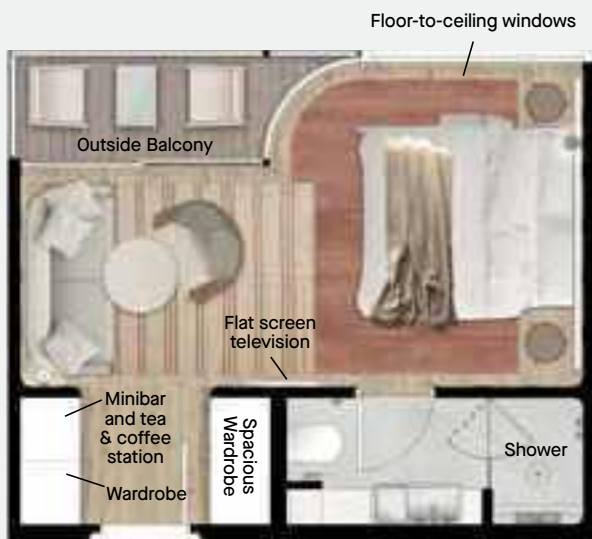 Floor-to-ceiling windows
Outside Balcony
Flat screen
television
Minibar
and tea
& coffee
station
Wardrobe
Spacious
Wardrobe
Shower